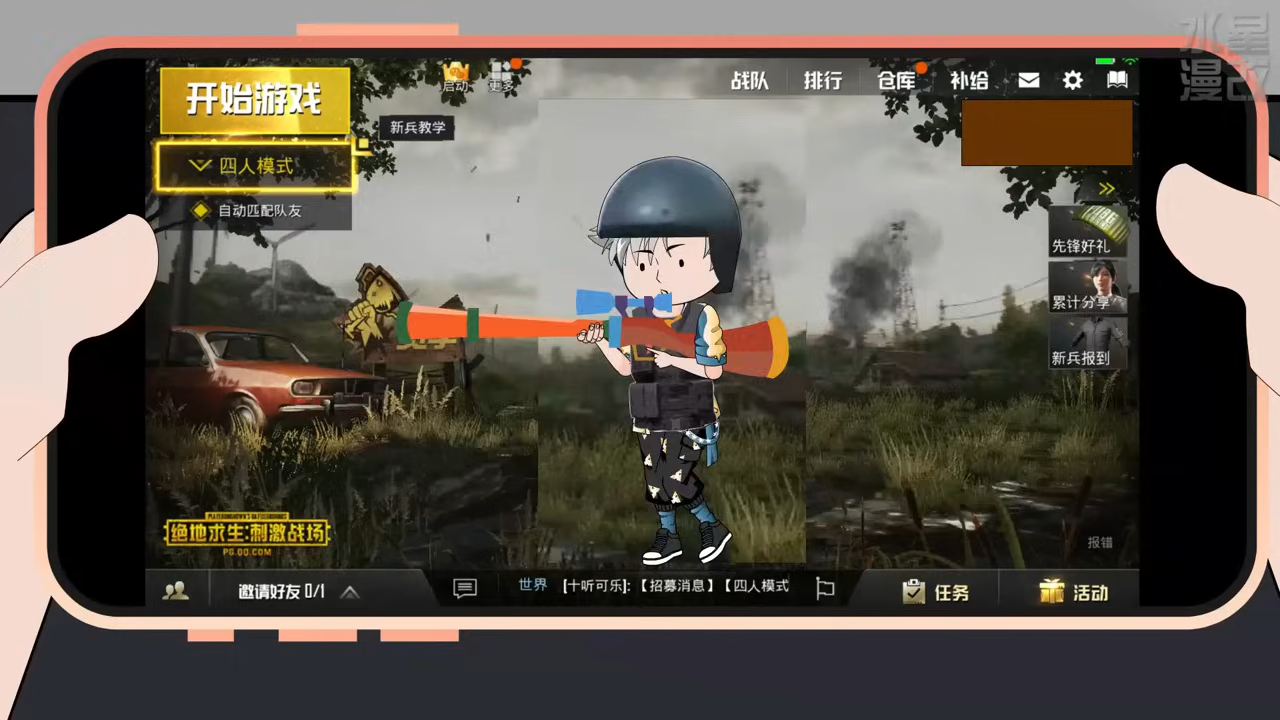 水星
漫改
开始游戏
启动
更多
战队
排行
仓库
补给
新兵教学
四人模式
自动匹配队友
先锋好礼
累计分享
新兵报到
PLAYERUNKNOWN'S BATTLEGROUNDS
绝地求生:刺激战场
PG.QQ.COM
报错
邀请好友 0/1
世界 [十听可乐]:【招募消息】【四人模式
任务
活动